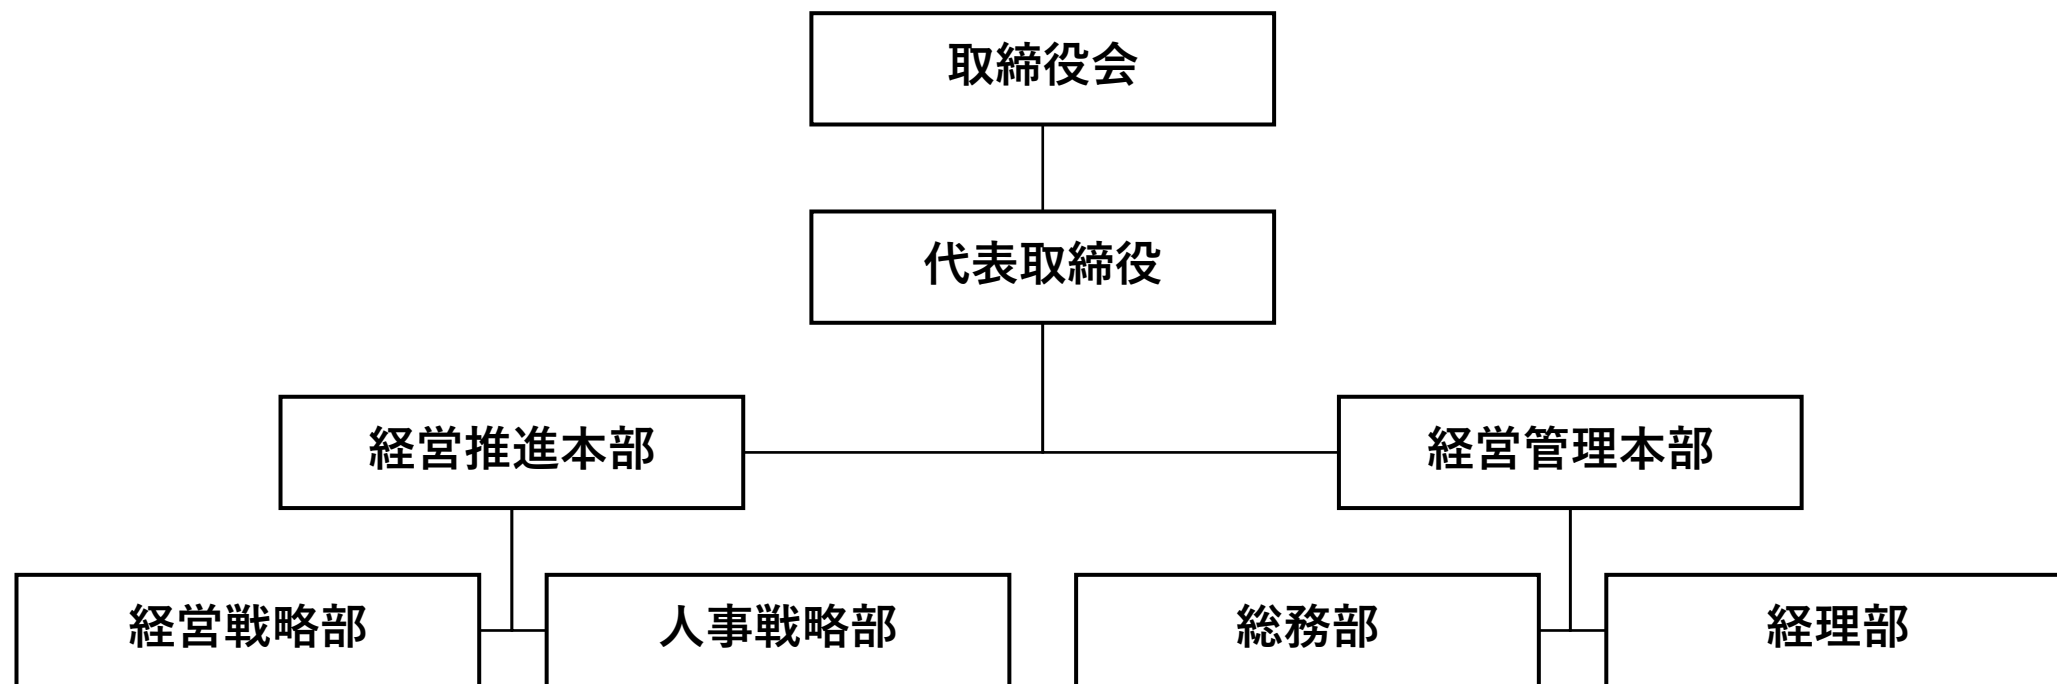 取締役会
代表取締役
経営推進本部
経営管理本部
経営戦略部
人事戦略部
総務部
経理部